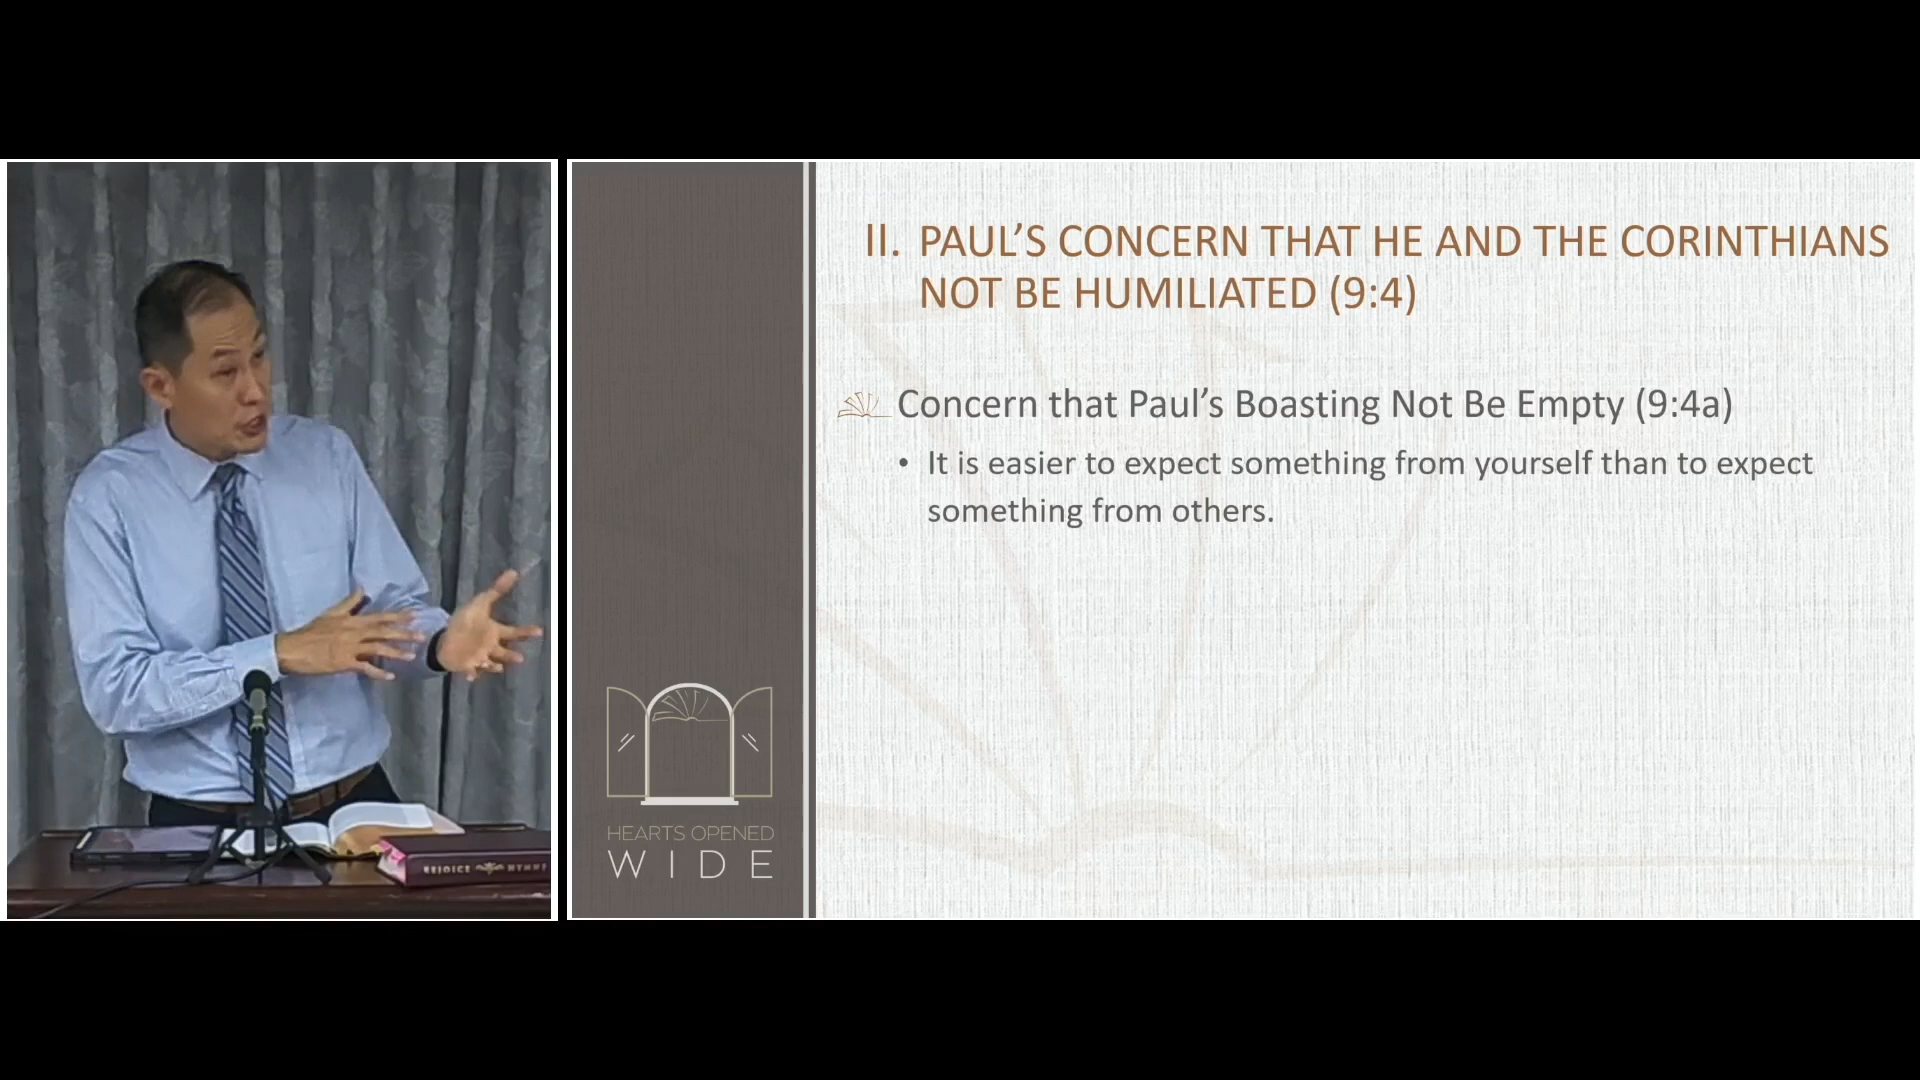 II. PAUL’S CONCERN THAT HE AND THE CORINTHIANS
NOT BE HUMILIATED (9:4)
Concern that Paul’s Boasting Not Be Empty (9:4a)
• It is easier to expect something from yourself than to expect
something from others.
HEARTS OPENED
WIDE
REJOICE HYMNS